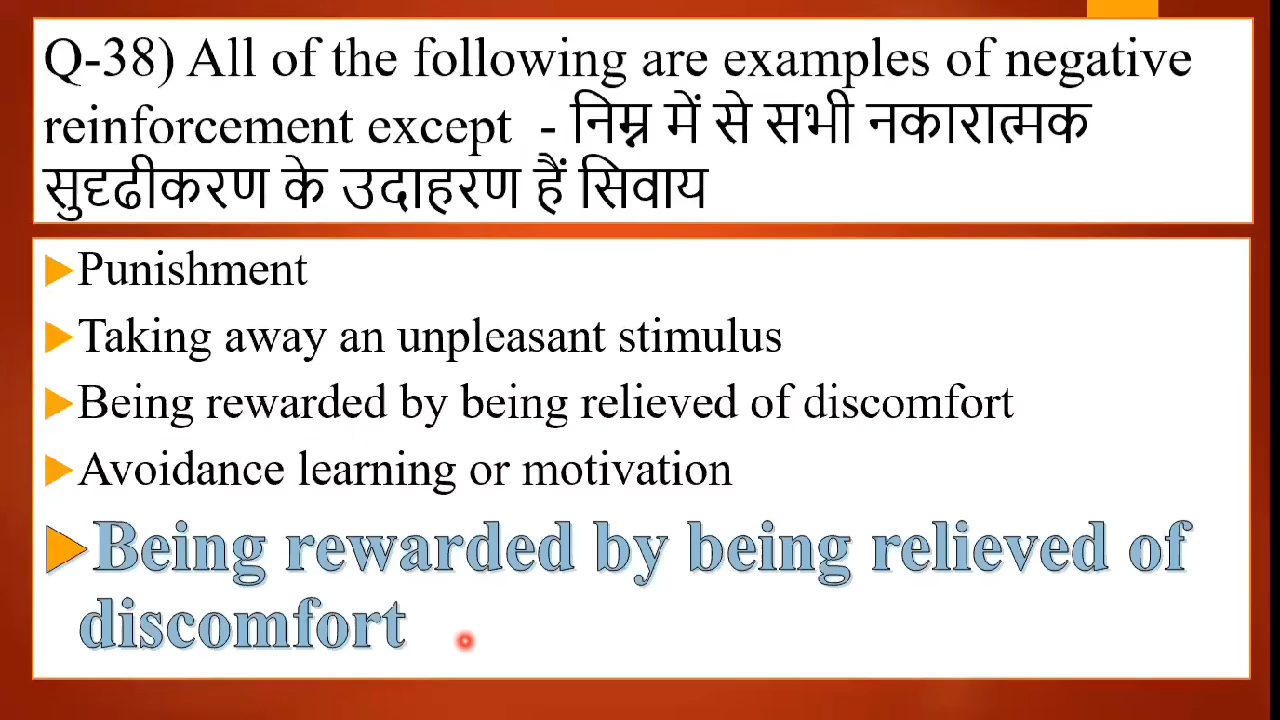 Q-38) All of the following are examples of negative
reinforcement except - निम्न में से सभी नकारात्मक
सुदृढीकरण के उदाहरण हैं सिवाय
Punishment
Taking away an unpleasant stimulus
Being rewarded by being relieved of discomfort
Avoidance learning or motivation
Being rewarded by being relieved of
discomfort